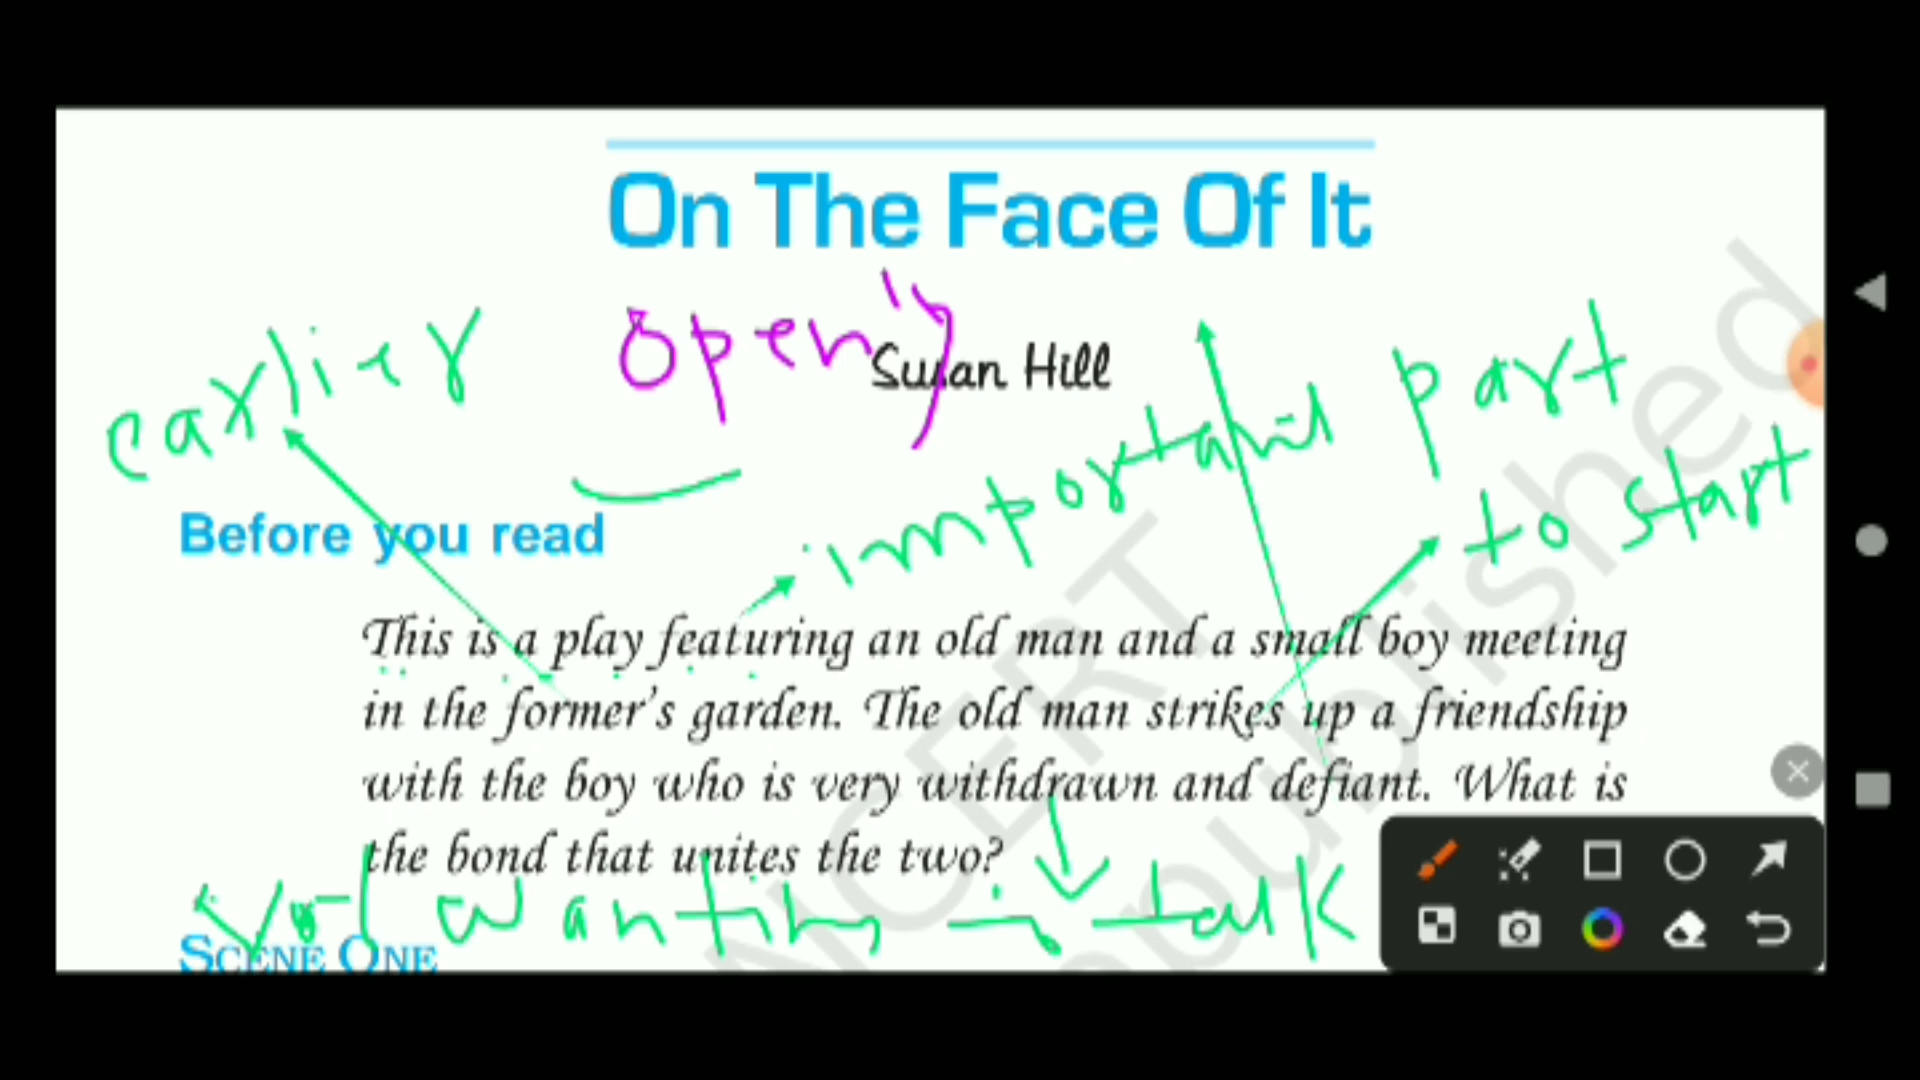 On The Face Of It
earlier
Susan Hill
important part
to start
Before you read
This is a play featuring an old man and a small boy meeting
in the former's garden. The old man strikes up a friendship
with the boy who is very withdrawn and defiant. What is
the bond that unites the two?
talk
SCENE ONE
NCERT
published